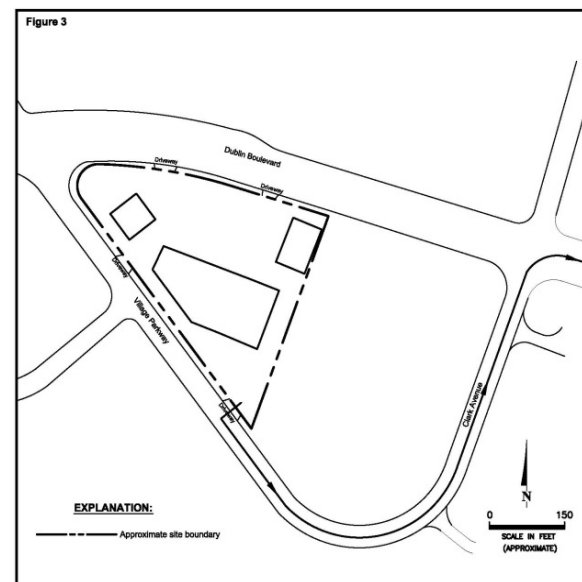 Figure 3
Dublin Boulevard
Driveway
Driveway
Driveway
Village Parkway
Driveway
Clark Avenue
N
0 150
SCALE IN FEET
(APPROXIMATE)
EXPLANATION:
Approximate site boundary